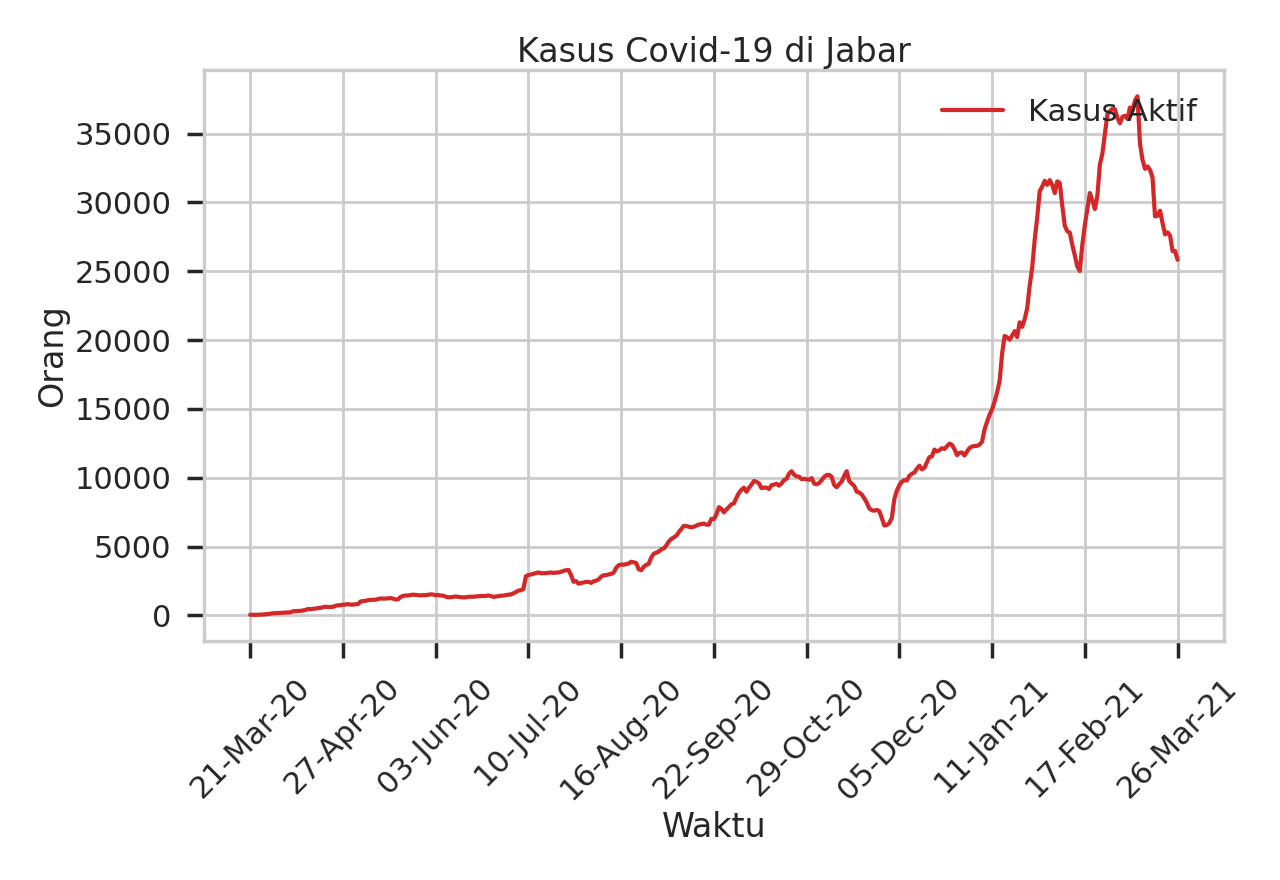 Kasus Covid-19 di Jabar
Kasus Aktif
35000
30000
25000
20000
15000
10000
5000
0
Orang
21-Mar-20
27-Apr-20
03-Jun-20
10-Jul-20
16-Aug-20
22-Sep-20
29-Oct-20
05-Dec-20
11-Jan-21
17-Feb-21
26-Mar-21
Waktu